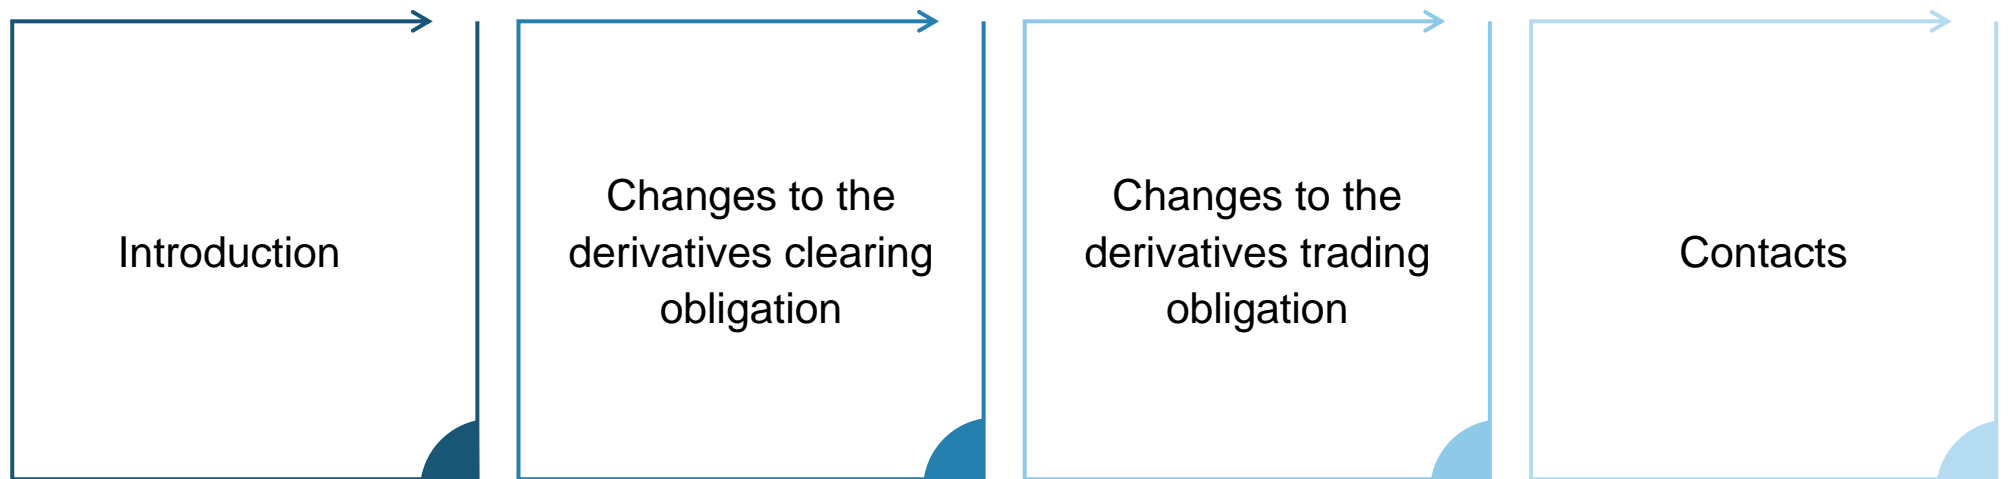 Introduction
Changes to the
derivatives clearing
obligation
Changes to the
derivatives trading
obligation
Contacts